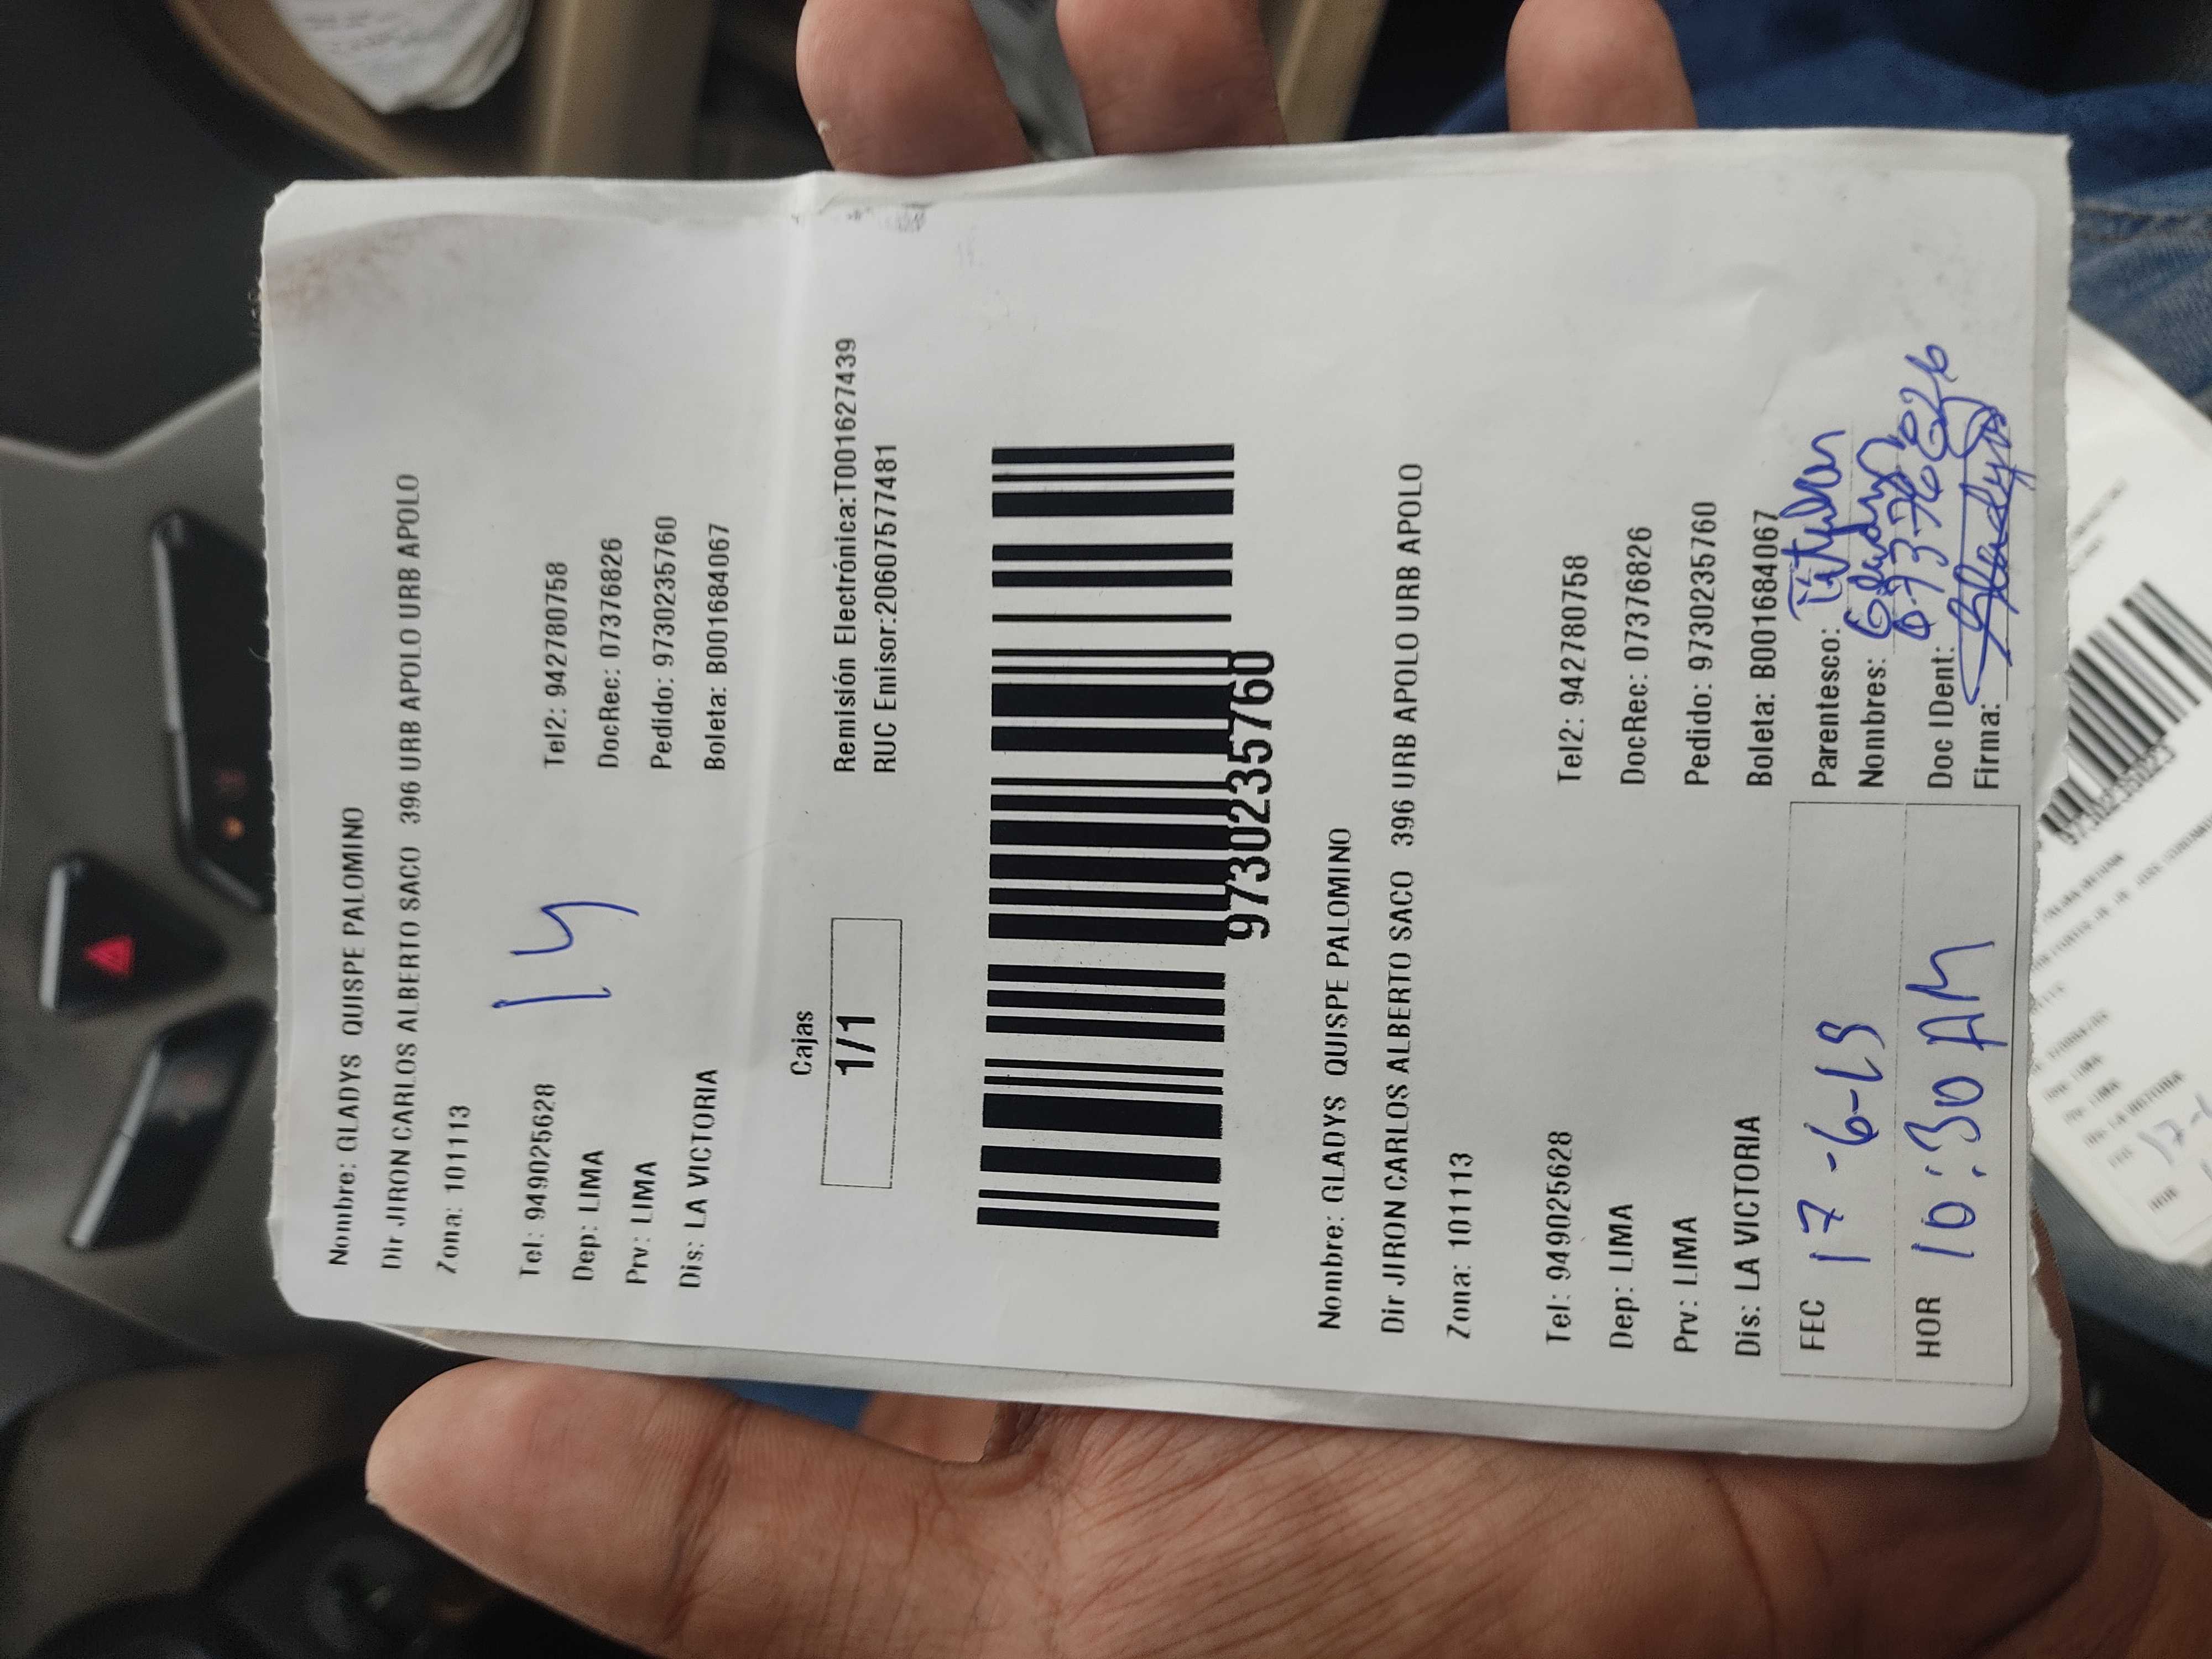 Nombre: GLADYS QUISPE PALOMINO
Dir JIRON CARLOS ALBERTO SACO 396 URB APOLO URB APOLO
Zona: 101113
14
Tel: 949025628 Tel2: 942780758
Dep: LIMA DocRec: 07376826
Prv: LIMA Pedido: 97302357​60
Dis: LA VICTORIA Boleta: B001684067
Cajas
1/1
Remisión Electrónica:T001627439
RUC Emisor:20607577481
9730235760
Nombre: GLADYS QUISPE PALOMINO
Dir JIRON CARLOS ALBERTO SACO 396 URB APOLO URB APOLO
Zona: 101113
Tel: 949025628 Tel2: 942780758
Dep: LIMA DocRec: 07376826
Prv: LIMA Pedido: 9730235760
Dis: LA VICTORIA Boleta: B001684067
FEC 17-6-
HOR 10:30 AM
Parentesco: titular
Nombres: Gladys
Doc IDent: 07376826
Firma: Gladys